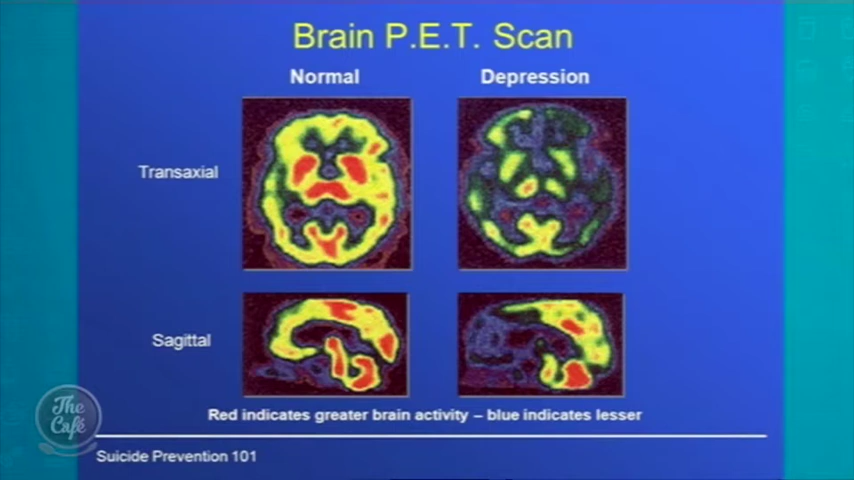 Brain P.E.T. Scan
Normal
Depression
Transaxial
Sagittal
Red indicates greater brain activity – blue indicates lesser
The
Café
Suicide Prevention 101